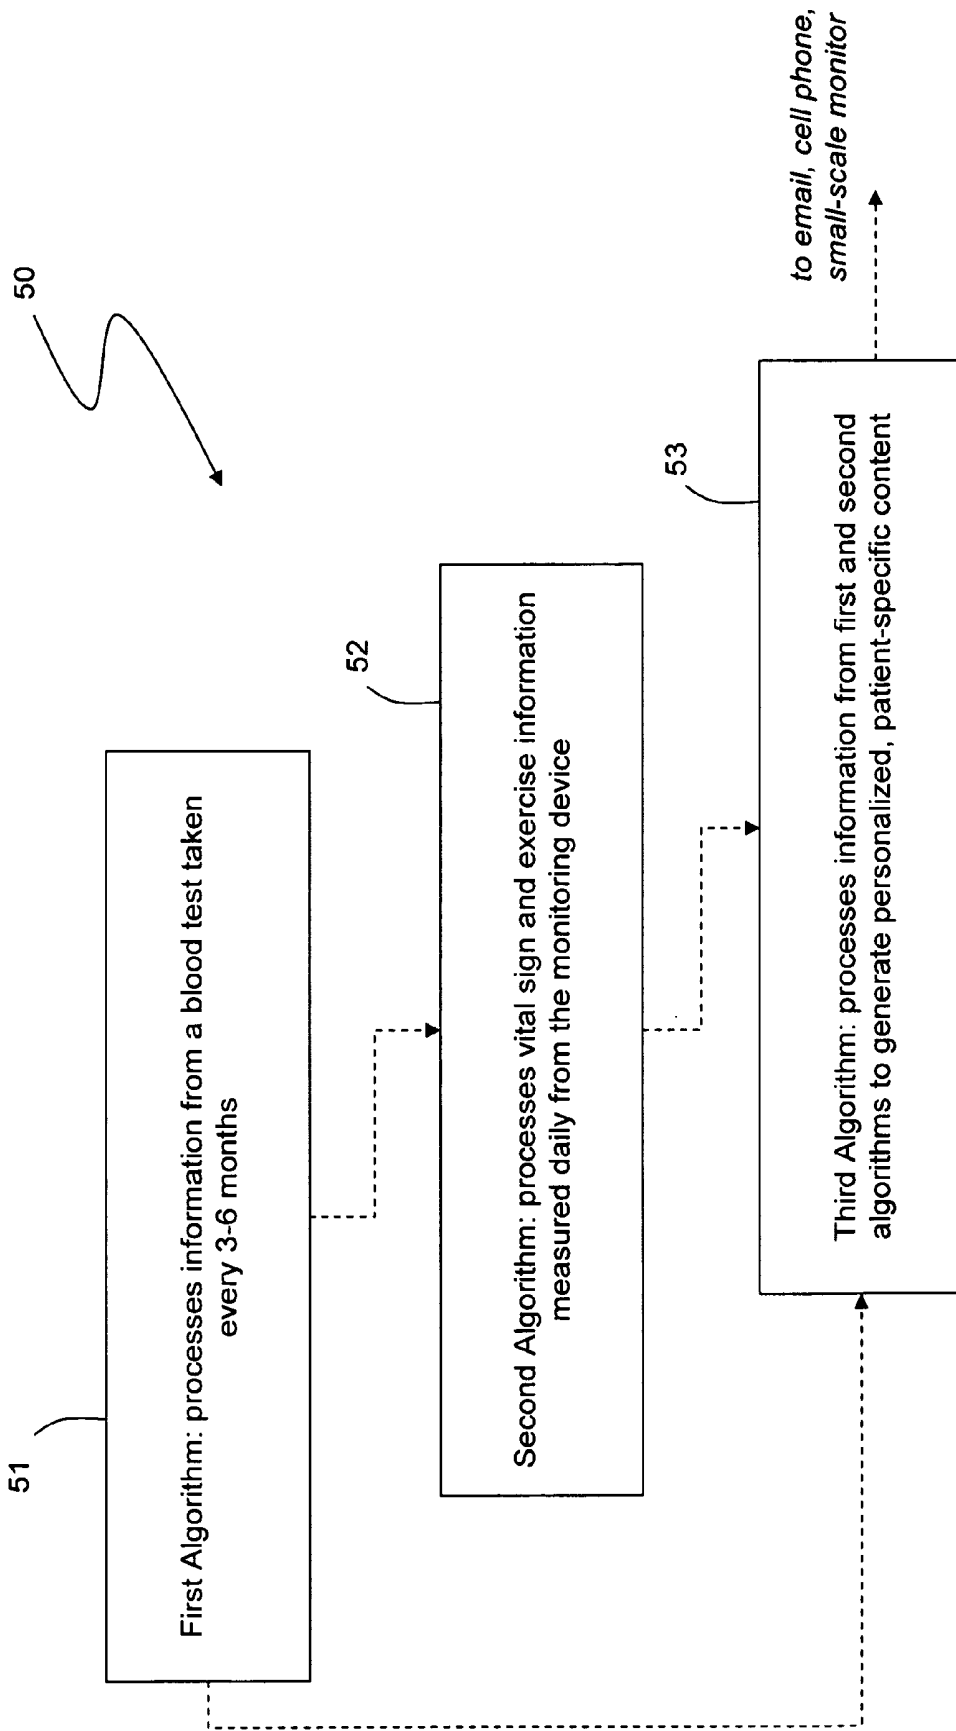 50
51
First Algorithm: processes information from a blood test taken
every 3-6 months
52
Second Algorithm: processes vital sign and exercise information
measured daily from the monitoring device
53
Third Algorithm: processes information from first and second
algorithms to generate personalized, patient-specific content
to email, cell phone,
small-scale monitor